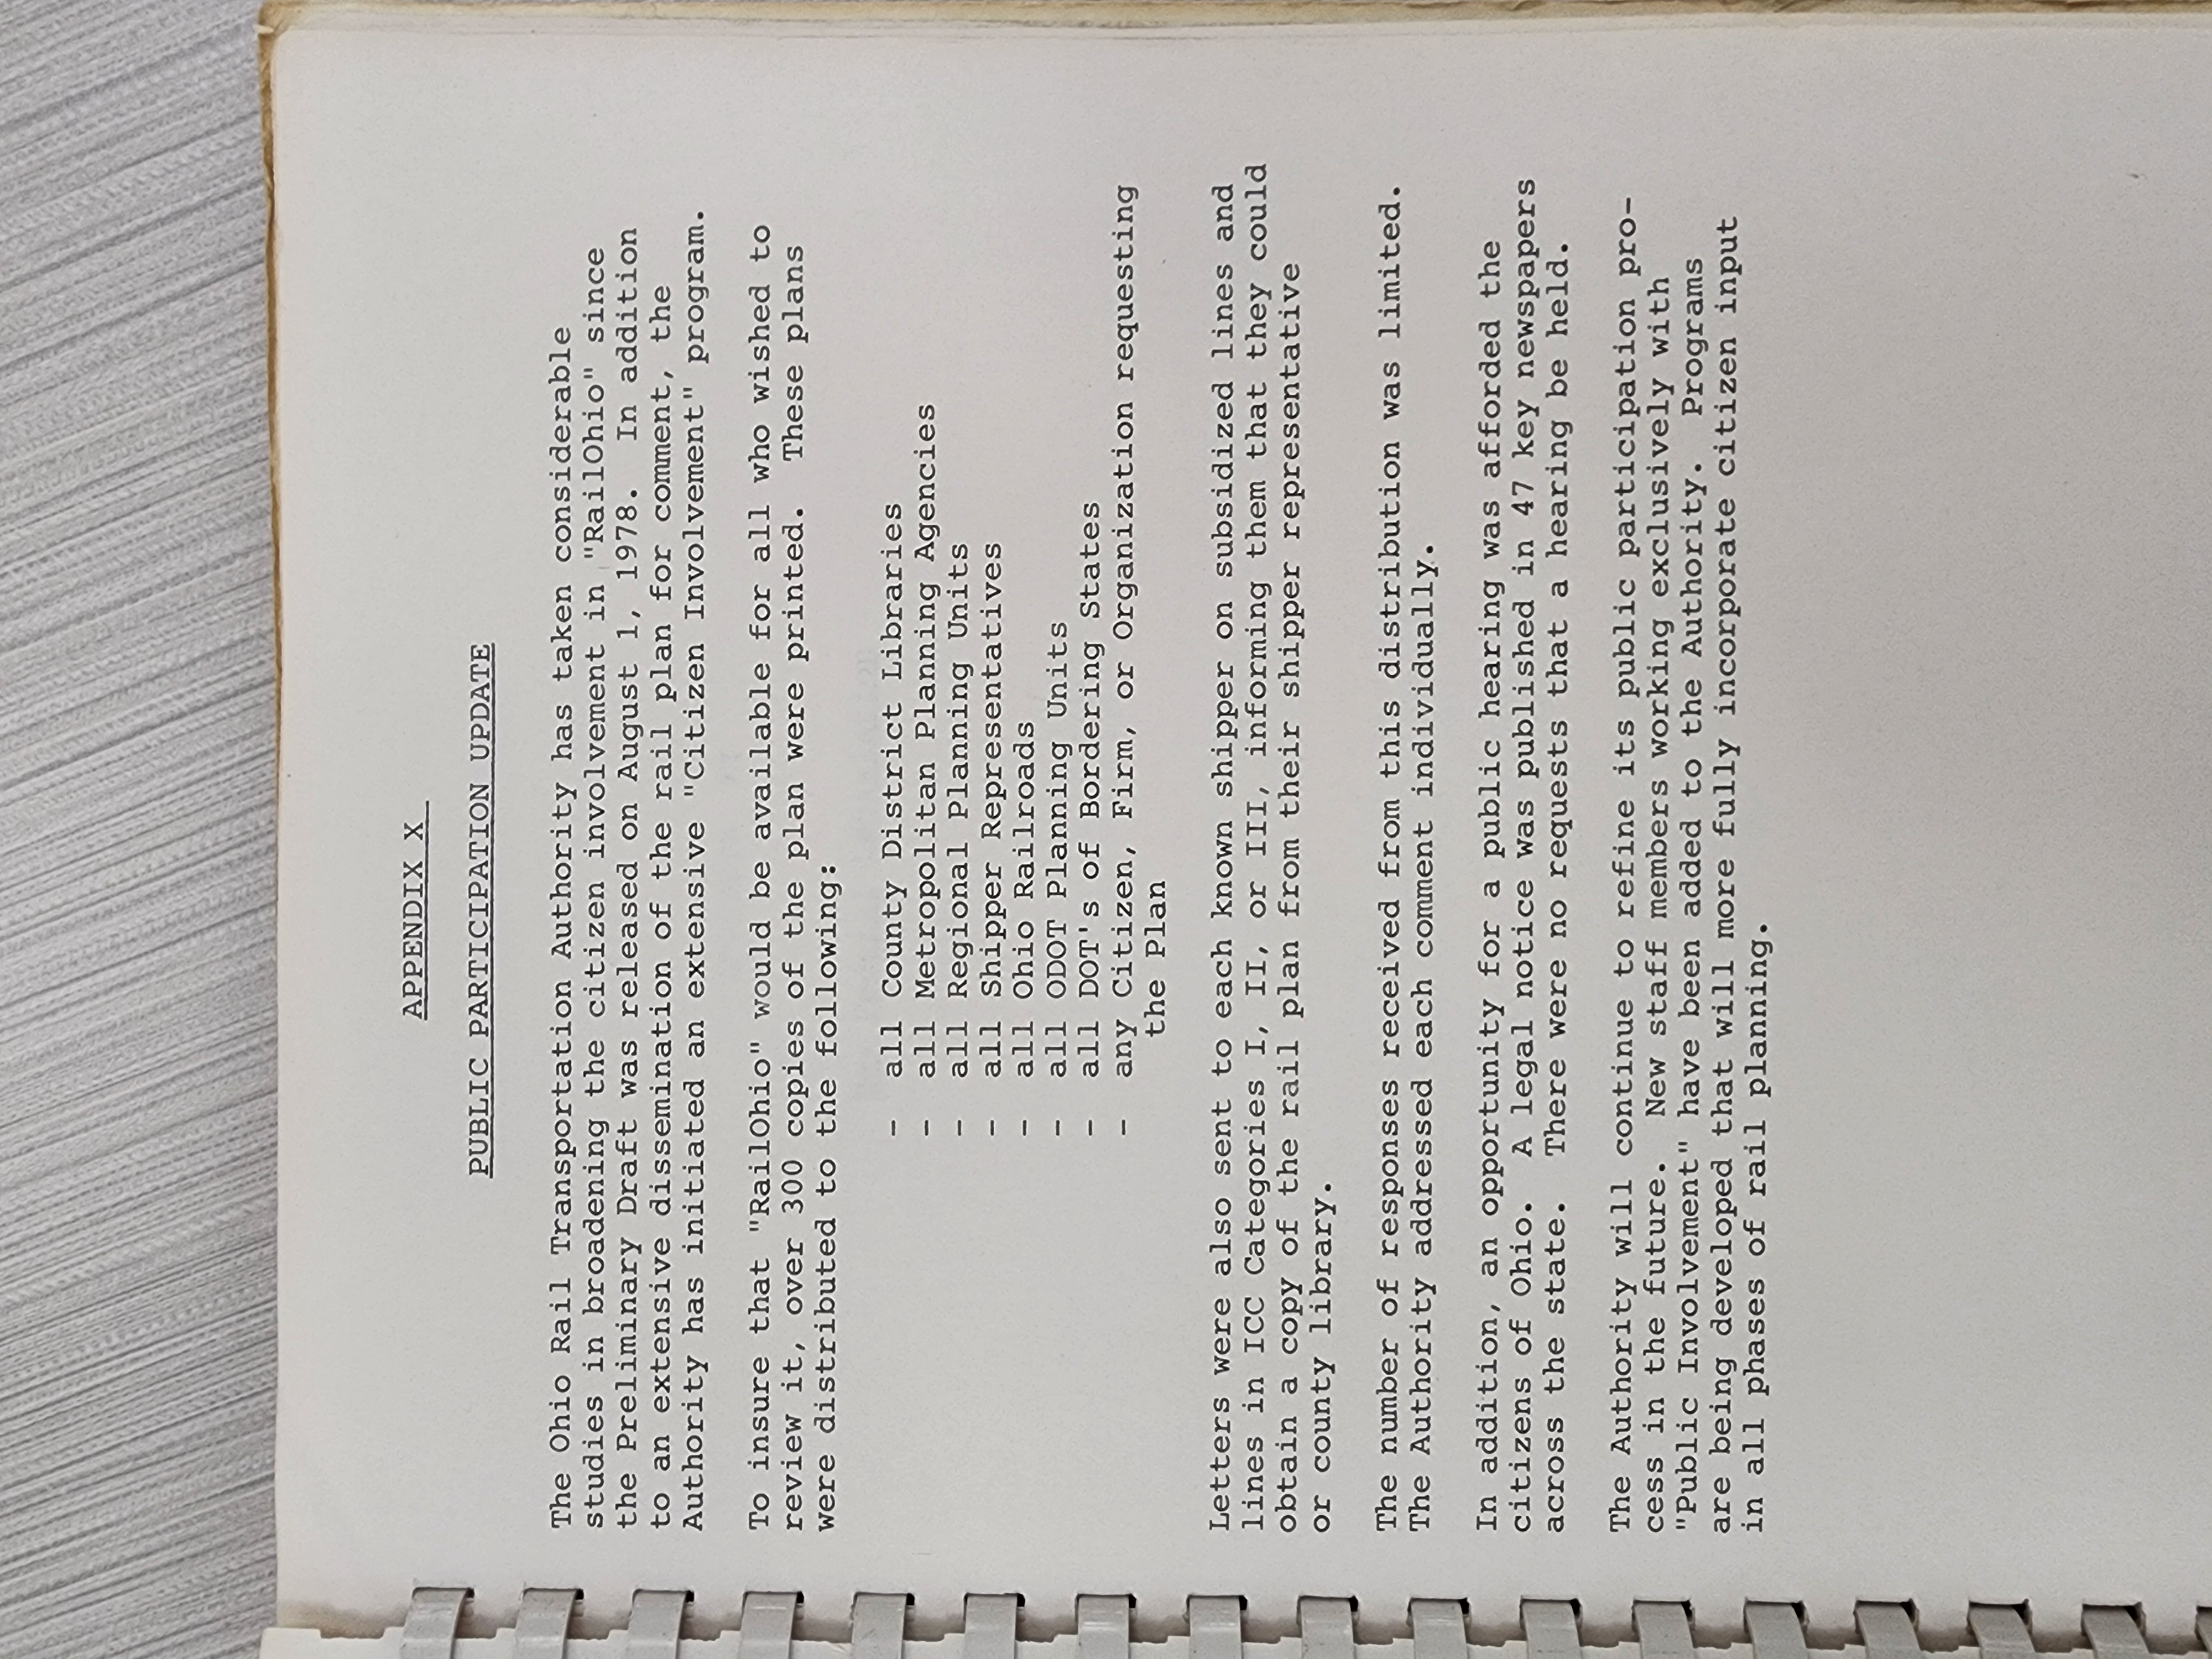 APPENDIX X
PUBLIC PARTICIPATION UPDATE
The Ohio Rail Transportation Authority has taken considerable
studies in broadening the citizen involvement in "RailOhio" since
the Preliminary Draft was released on August 1, 1978. In addition
to an extensive dissemination of the rail plan for comment, the
Authority has initiated an extensive "Citizen Involvement" program.
To insure that "RailOhio" would be available for all who wished to
review it, over 300 copies of the plan were printed. These plans
were distributed to the following:
- all County District Libraries
- all Metropolitan Planning Agencies
- all Regional Planning Units
- all Shipper Representatives
- all Ohio Railroads
- all ODOT Planning Units
- all DOT's of Bordering States
- any Citizen, Firm, or Organization requesting
the Plan
Letters were also sent to each known shipper on subsidized lines and
lines in ICC Categories I, II, or III, informing them that they could
obtain a copy of the rail plan from their shipper representative
or county library.
The number of responses received from this distribution was limited.
The Authority addressed each comment individually.
In addition, an opportunity for a public hearing was afforded the
citizens of Ohio. A legal notice was published in 47 key newspapers
across the state. There were no requests that a hearing be held.
The Authority will continue to refine its public participation pro-
cess in the future. New staff members working exclusively with
"Public Involvement" have been added to the Authority. Programs
are being developed that will more fully incorporate citizen input
in all phases of rail planning.